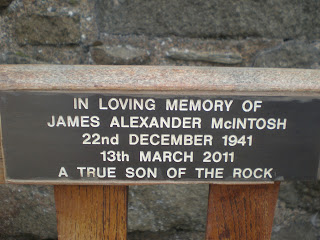 IN LOVING MEMORY OF
JAMES ALEXANDER McINTOSH
22nd DECEMBER 1941
13th MARCH 2011
A TRUE SON OF THE ROCK